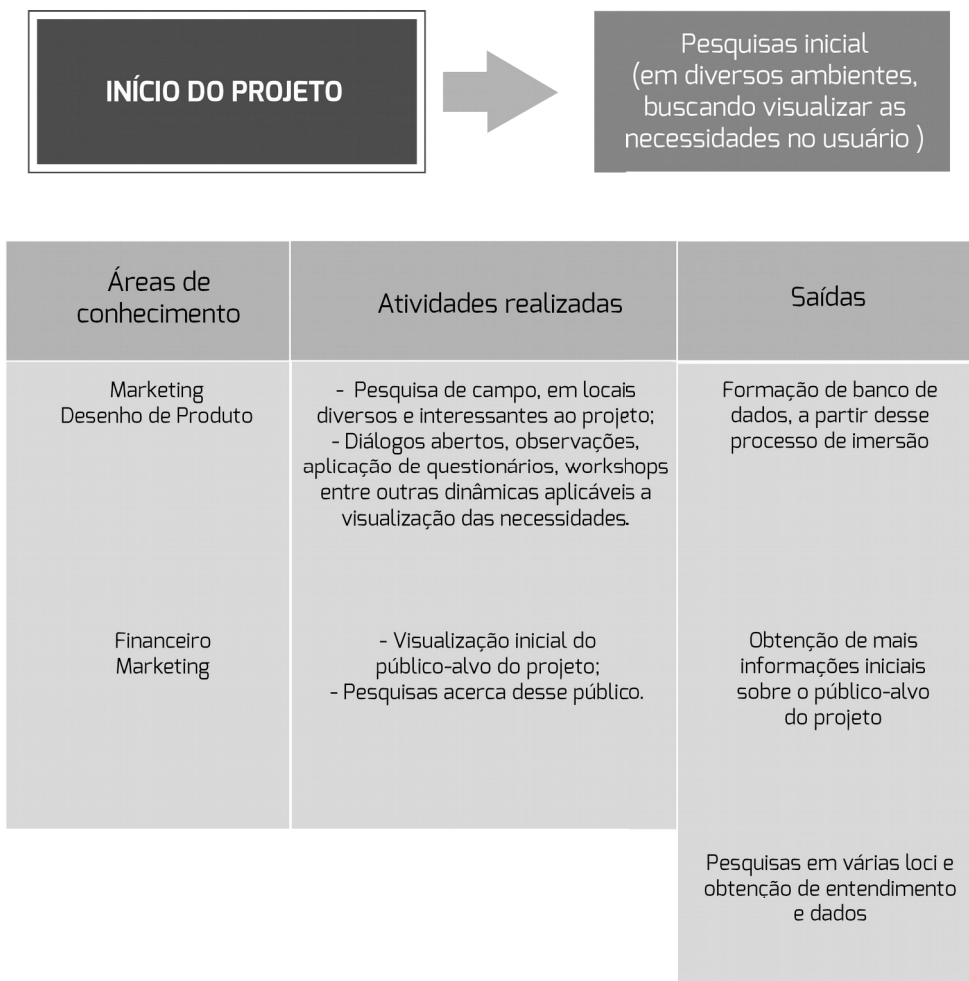 INÍCIO DO PROJETO
Pesquisas inicial
(em diversos ambientes,
buscando visualizar as
necessidades no usuário )
Áreas de
conhecimento
Atividades realizadas
Saídas
Marketing
Desenho de Produto
- Pesquisa de campo, em locais
diversos e interessantes ao projeto;
- Diálogos abertos, observações,
aplicação de questionários, workshops
entre outras dinâmicas aplicáveis a
visualização das necessidades.
Formação de banco de
dados, a partir desse
processo de imersão
Financeiro
Marketing
- Visualização inicial do
público-alvo do projeto;
- Pesquisas acerca desse público.
Obtenção de mais
informações iniciais
sobre o público-alvo
do projeto
Pesquisas em várias loci e
obtenção de entendimento
e dados